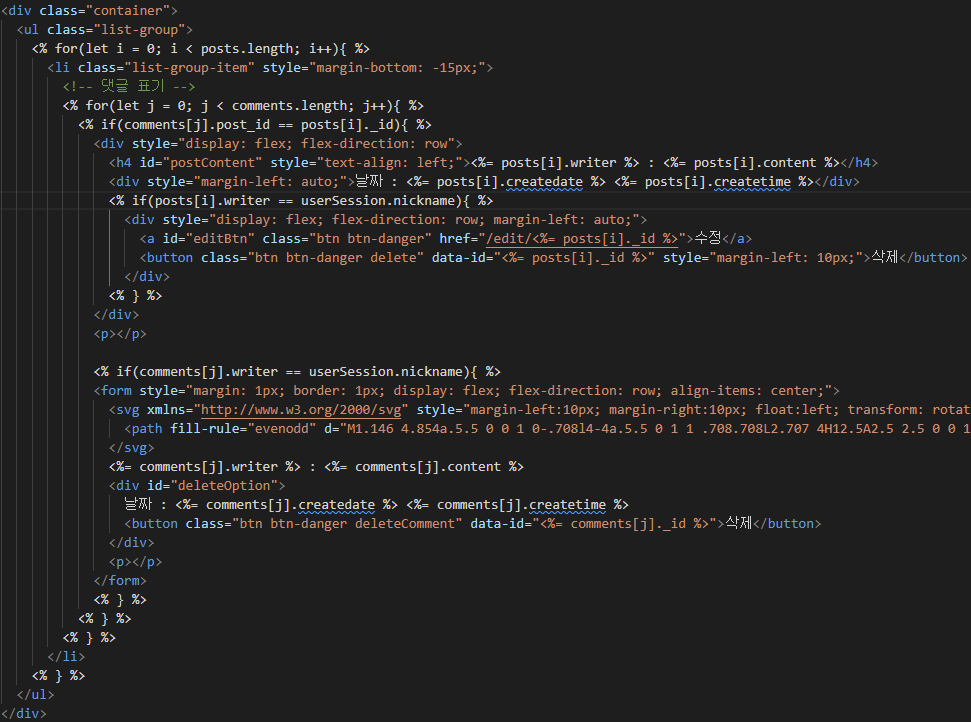 <div class="container">
<ul class="list-group">
<% for(let i = 0; i < posts.length; i++){ %>
<li class="list-group-item" style="margin-bottom: -15px;">
<!-- 댓글 표기 -->
<% for(let j = 0; j < comments.length; j++){ %>
<% if(comments[j].post_id == posts[i]._id){ %>
<div style="display: flex; flex-direction: row">
<h4 id="postContent" style="text-align: left;"><%= posts[i].writer %> : <%= posts[i].content %></h4>
<div style="margin-left: auto;">날짜 : <%= posts[i].createdate %> <%= posts[i].createtime %></div>
<% if(posts[i].writer == userSession.nickname){ %>
<div style="display: flex; flex-direction: row; margin-left: auto;">
<a id="editBtn" class="btn btn-danger" href="/edit/<%= posts[i]._id %>">수정</a>
<button class="btn btn-danger delete" data-id="<%= posts[i]._id %>" style="margin-left: 10px;">삭제</button>
</div>
<% } %>
</div>
<p></p>
<% if(comments[j].writer == userSession.nickname){ %>
<form style="margin: 1px; border: 1px; display: flex; flex-direction: row; align-items: center;">
<svg xmlns="http://www.w3.org/2000/svg" style="margin-left:10px; margin-right:10px; float:left; transform: rotat
<path fill-rule="evenodd" d="M1.146 4.854a.5.5 0 0 1 0-.708l4-4a.5.5 0 1 1 .708.708L2.707 4H12.5A2.5 2.5 0 0 1
</svg>
<%= comments[j].writer %> : <%= comments[j].content %>
<div id="deleteOption">
날짜 : <%= comments[j].createdate %> <%= comments[j].createtime %>
<button class="btn btn-danger deleteComment" data-id="<%= comments[j]._id %>">삭제</button>
</div>
<p></p>
</form>
<% } %>
<% } %>
<% } %>
</li>
<% } %>
</ul>
</div>